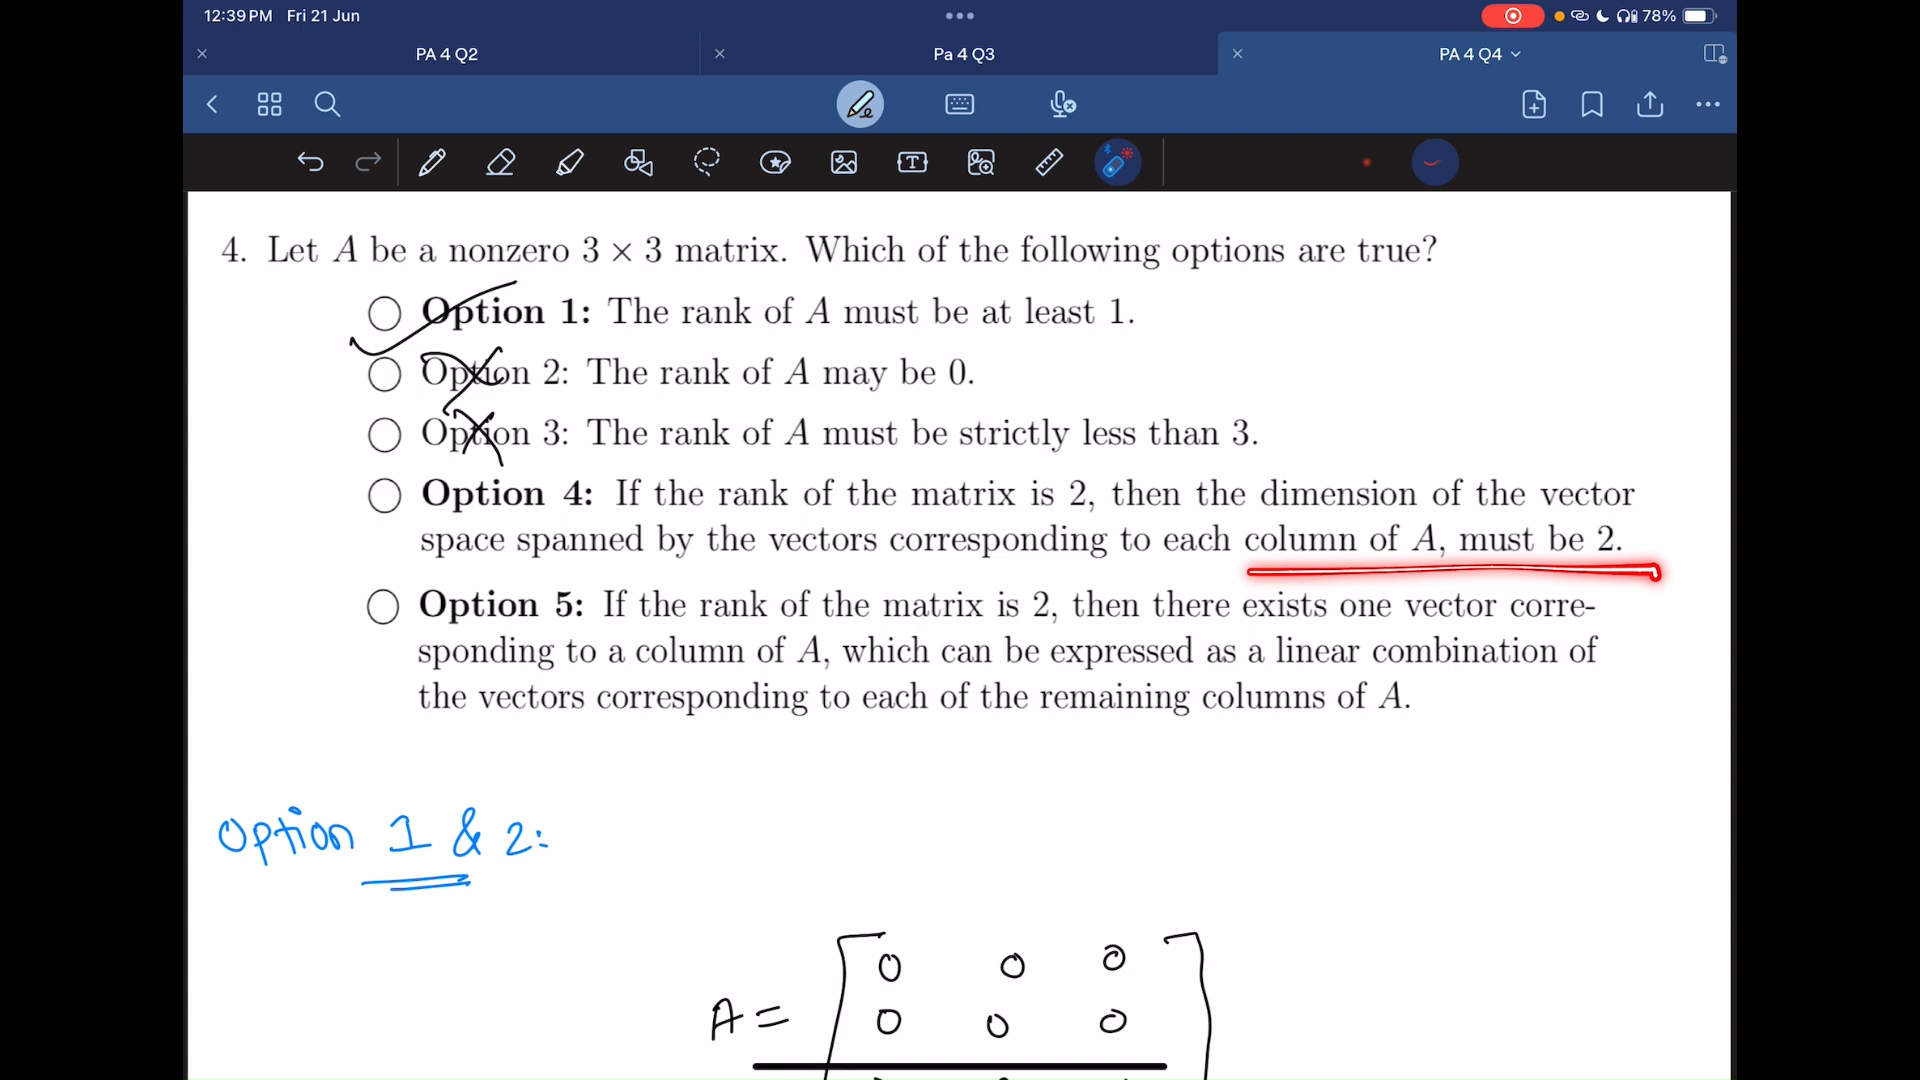 12:39 PM Fri 21 Jun
78%
PA 4 Q2
Pa 4 Q3
PA 4 Q4
4. Let A be a nonzero 3 × 3 matrix. Which of the following options are true?
Option 1: The rank of A must be at least 1.
Option 2: The rank of A may be 0.
Option 3: The rank of A must be strictly less than 3.
Option 4: If the rank of the matrix is 2, then the dimension of the vector
space spanned by the vectors corresponding to each column of A, must be 2.
Option 5: If the rank of the matrix is 2, then there exists one vector corre-
sponding to a column of A, which can be expressed as a linear combination of
the vectors corresponding to each of the remaining columns of A.
Option 1 & 2:
0 0 0
A = 0 0 0